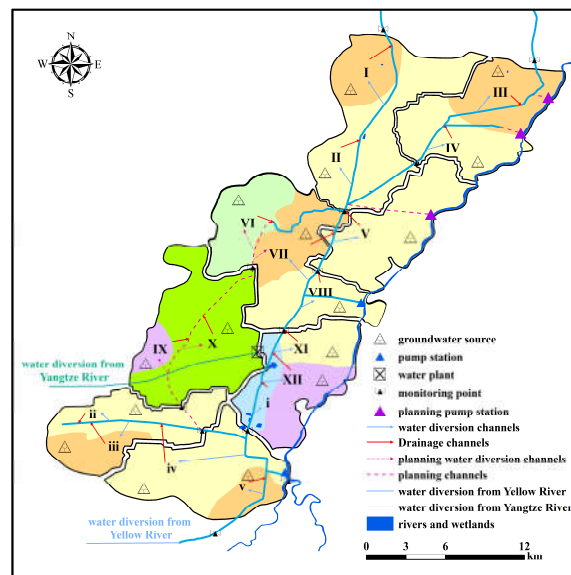 N
W E
S
I
III
II
IV
VI
V
VII
VIII
IX
X
XI
XII
water diversion from
Yangtze River
i
ii
iii
iv
v
water diversion from
Yellow River
groundwater source
pump station
water plant
monitoring point
planning pump station
water diversion channels
Drainage channels
planning water diversion channels
planning channels
water diversion from Yellow River
water diversion from Yangtze River
rivers and wetlands
0 3 6 12
km